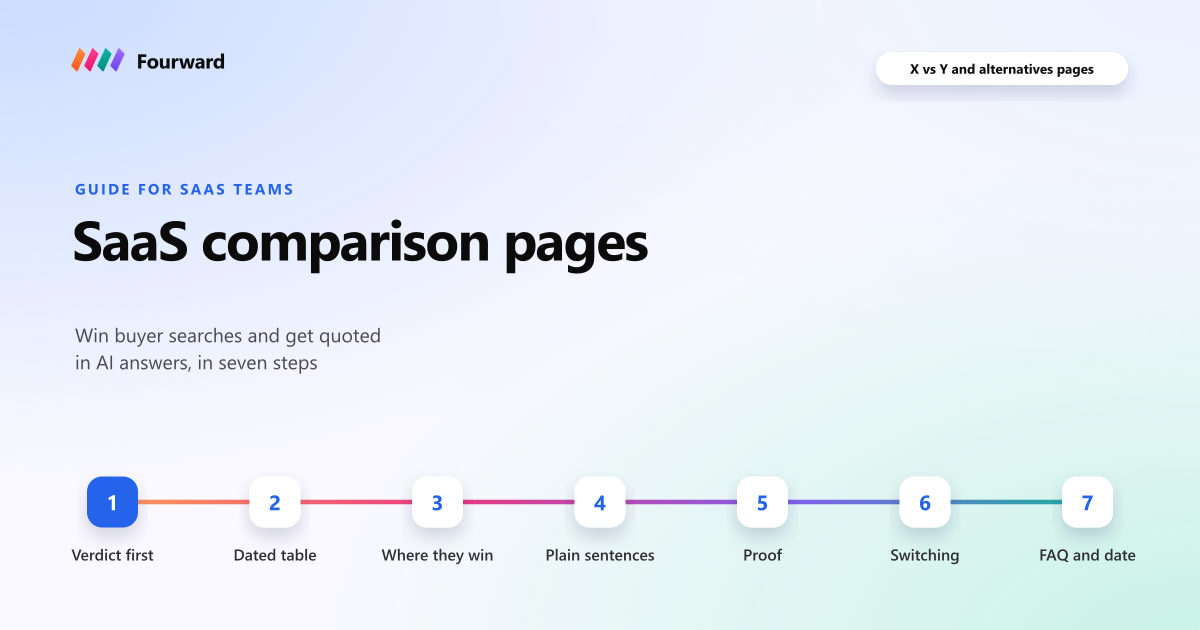 Fourward
X vs Y and alternatives pages
GUIDE FOR SAAS TEAMS
SaaS comparison pages
Win buyer searches and get quoted
in AI answers, in seven steps
1
2
3
4
5
6
7
Verdict first
Dated table
Where they win
Plain sentences
Proof
Switching
FAQ and date